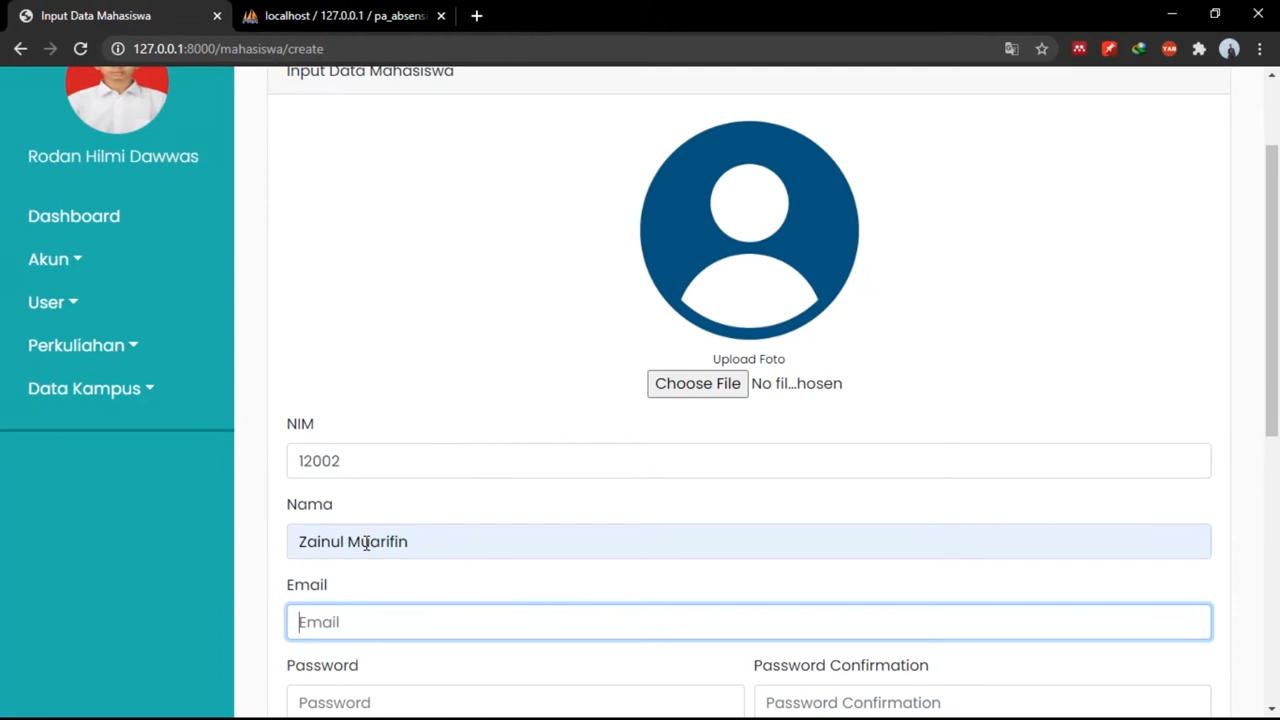 Input Data Mahasiswa
localhost / 127.0.0.1 / pa_absens
127.0.0.1:8000/mahasiswa/create
YAB
Rodan Hilmi Dawwas
Dashboard
Akun
User
Perkuliahan
Data Kampus
Input Data Mahasiswa
Upload Foto
Choose File No fil...hosen
NIM
12002
Nama
Zainul Muarifin
Email
Email
Password
Password Confirmation
Password
Password Confirmation